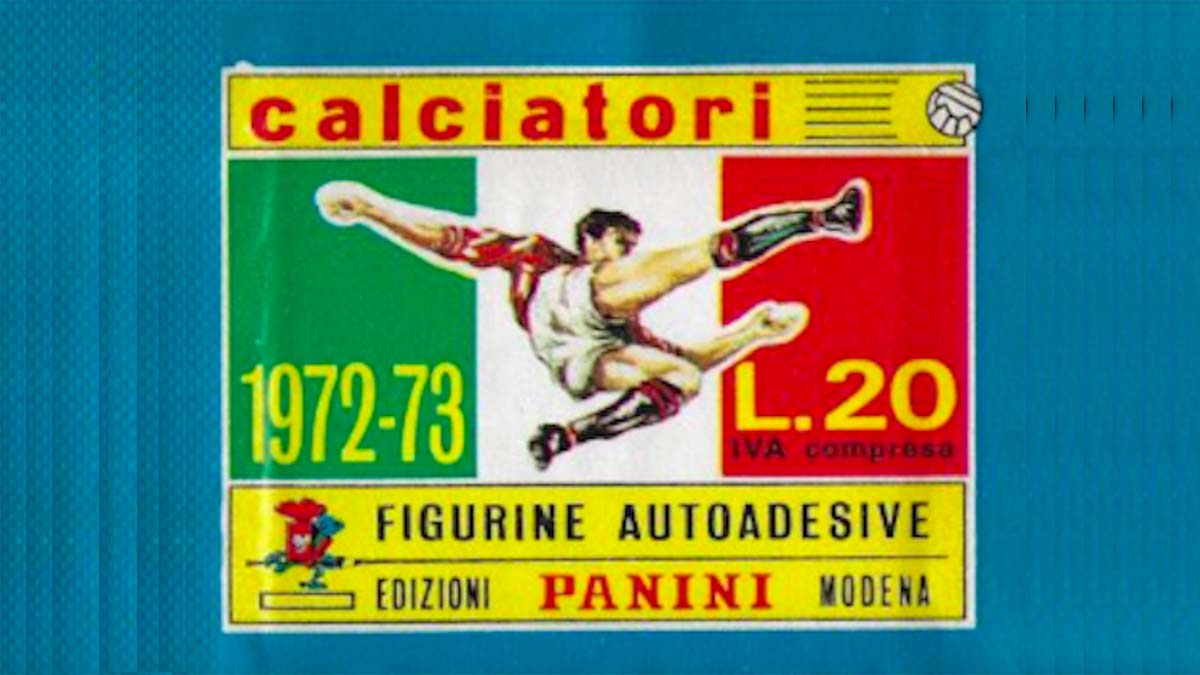 calciatori
1972-73
L.20
IVA compresa
FIGURINE AUTOADESIVE
EDIZIONI PANINI MODENA